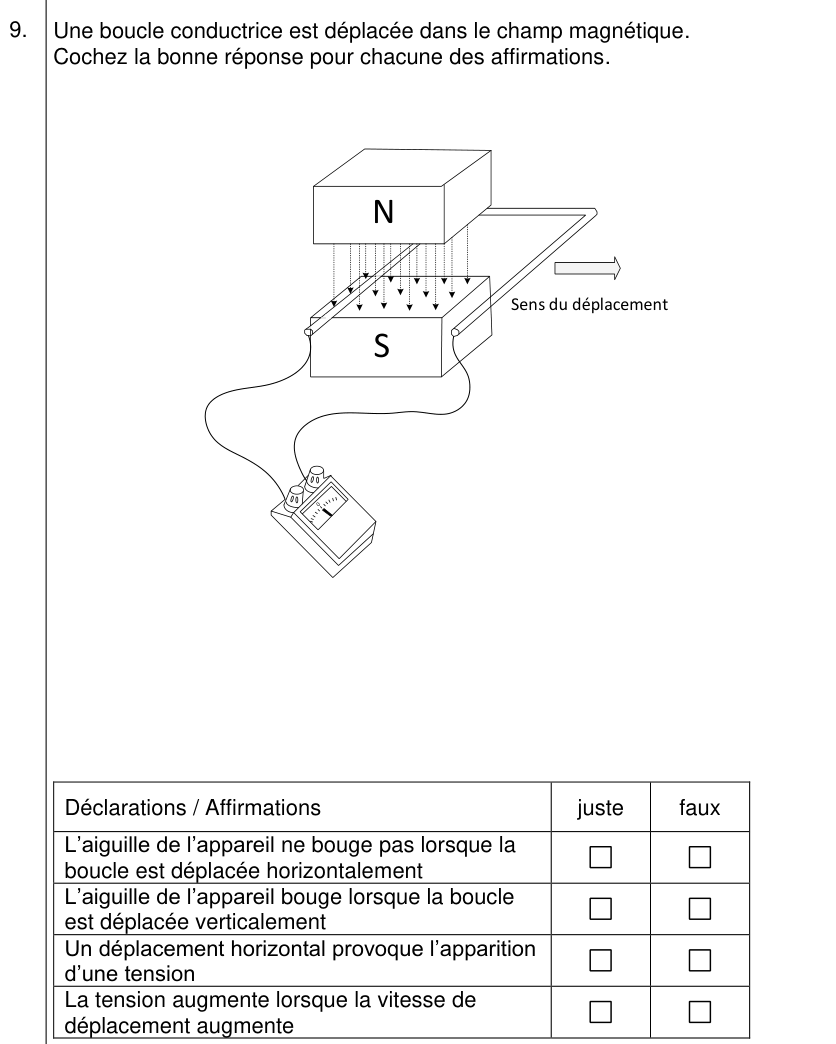 9. Une boucle conductrice est déplacée dans le champ magnétique.
Cochez la bonne réponse pour chacune des affirmations.
N
Sens du déplacement
S
Déclarations / Affirmations juste faux
L'aiguille de l'appareil ne bouge pas lorsque la
boucle est déplacée horizontalement
L'aiguille de l'appareil bouge lorsque la boucle
est déplacée verticalement
Un déplacement horizontal provoque l'apparition
d'une tension
La tension augmente lorsque la vitesse de
déplacement augmente